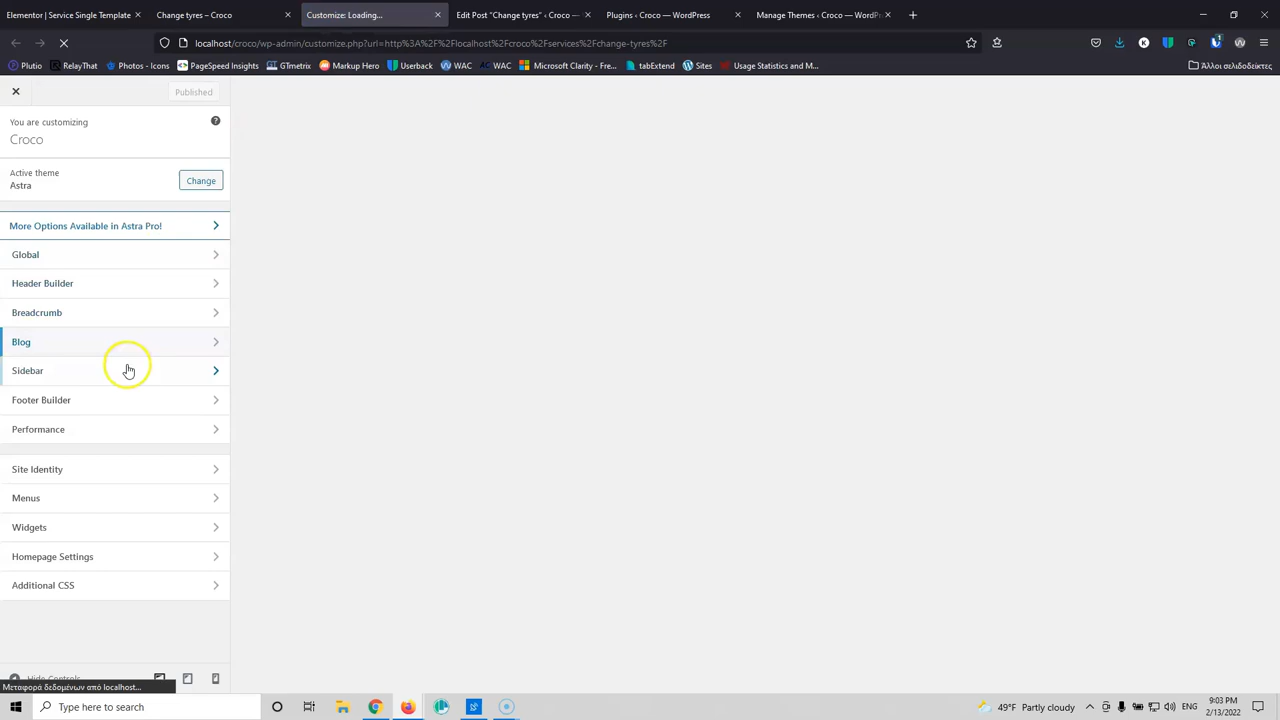 Elementor | Service Single Template
Change tyres – Croco
Customize: Loading...
Edit Post "Change tyres" ‹ Croco —
Plugins ‹ Croco — WordPress
Manage Themes ‹ Croco — WordPr
localhost/croco/wp-admin/customize.php?url=http%3A%2F%2Flocalhost%2Fcroco%2Fservices%2Fchange-tyres%2F
Plutio
RelayThat
Photos - Icons
PageSpeed Insights
GTmetrix
Markup Hero
Userback
WAC
WAC
Microsoft Clarity - Free...
tabExtend
Sites
Usage Statistics and M...
Άλλοι σελιδοδείκτες
Published
You are customizing
Croco
Active theme
Astra
Change
More Options Available in Astra Pro!
Global
Header Builder
Breadcrumb
Blog
Sidebar
Footer Builder
Performance
Site Identity
Menus
Widgets
Homepage Settings
Additional CSS
Hide Controls
Μεταφορά δεδομένων από localhost...
Type here to search
49°F Partly cloudy
ENG
9:03 PM
2/13/2022